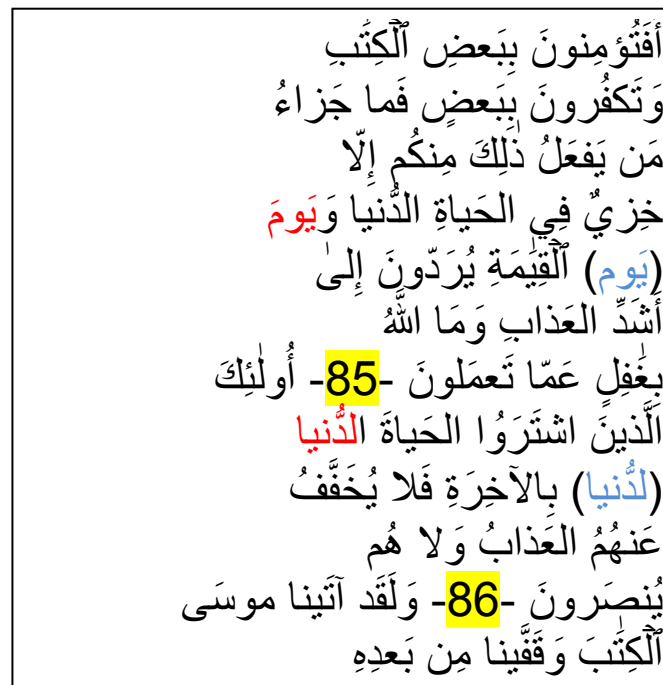 أَفَتُؤمِنونَ بِبَعضِ ٱلۡكِتَٰبِ
وَتَكفُرونَ بِبَعضٍ فَما جَزاءُ
مَن يَفعَلُ ذٰلِكَ مِنكُم إِلّا
خِزيٌ فِي الحَياةِ الدُّنيا وَيَومَ
(يَوم) ٱلۡقِيَٰمَةِ يُرَدّونَ إِلىٰ
أَشَدِّ العَذابِ وَمَا اللَّهُ
بِغَٰفِلٍ عَمّا تَعمَلونَ -85- أُولٰئِكَ
الَّذينَ اشتَرَوُا الحَياةَ الدُّنيا
(لدُّنيا) بِالآخِرَةِ فَلا يُخَفَّفُ
عَنهُمُ العَذابُ وَلا هُم
يُنصَرونَ -86- وَلَقَد آتَينا موسَى
ٱلۡكِتَٰبَ وَقَفَّينا مِن بَعدِهِ